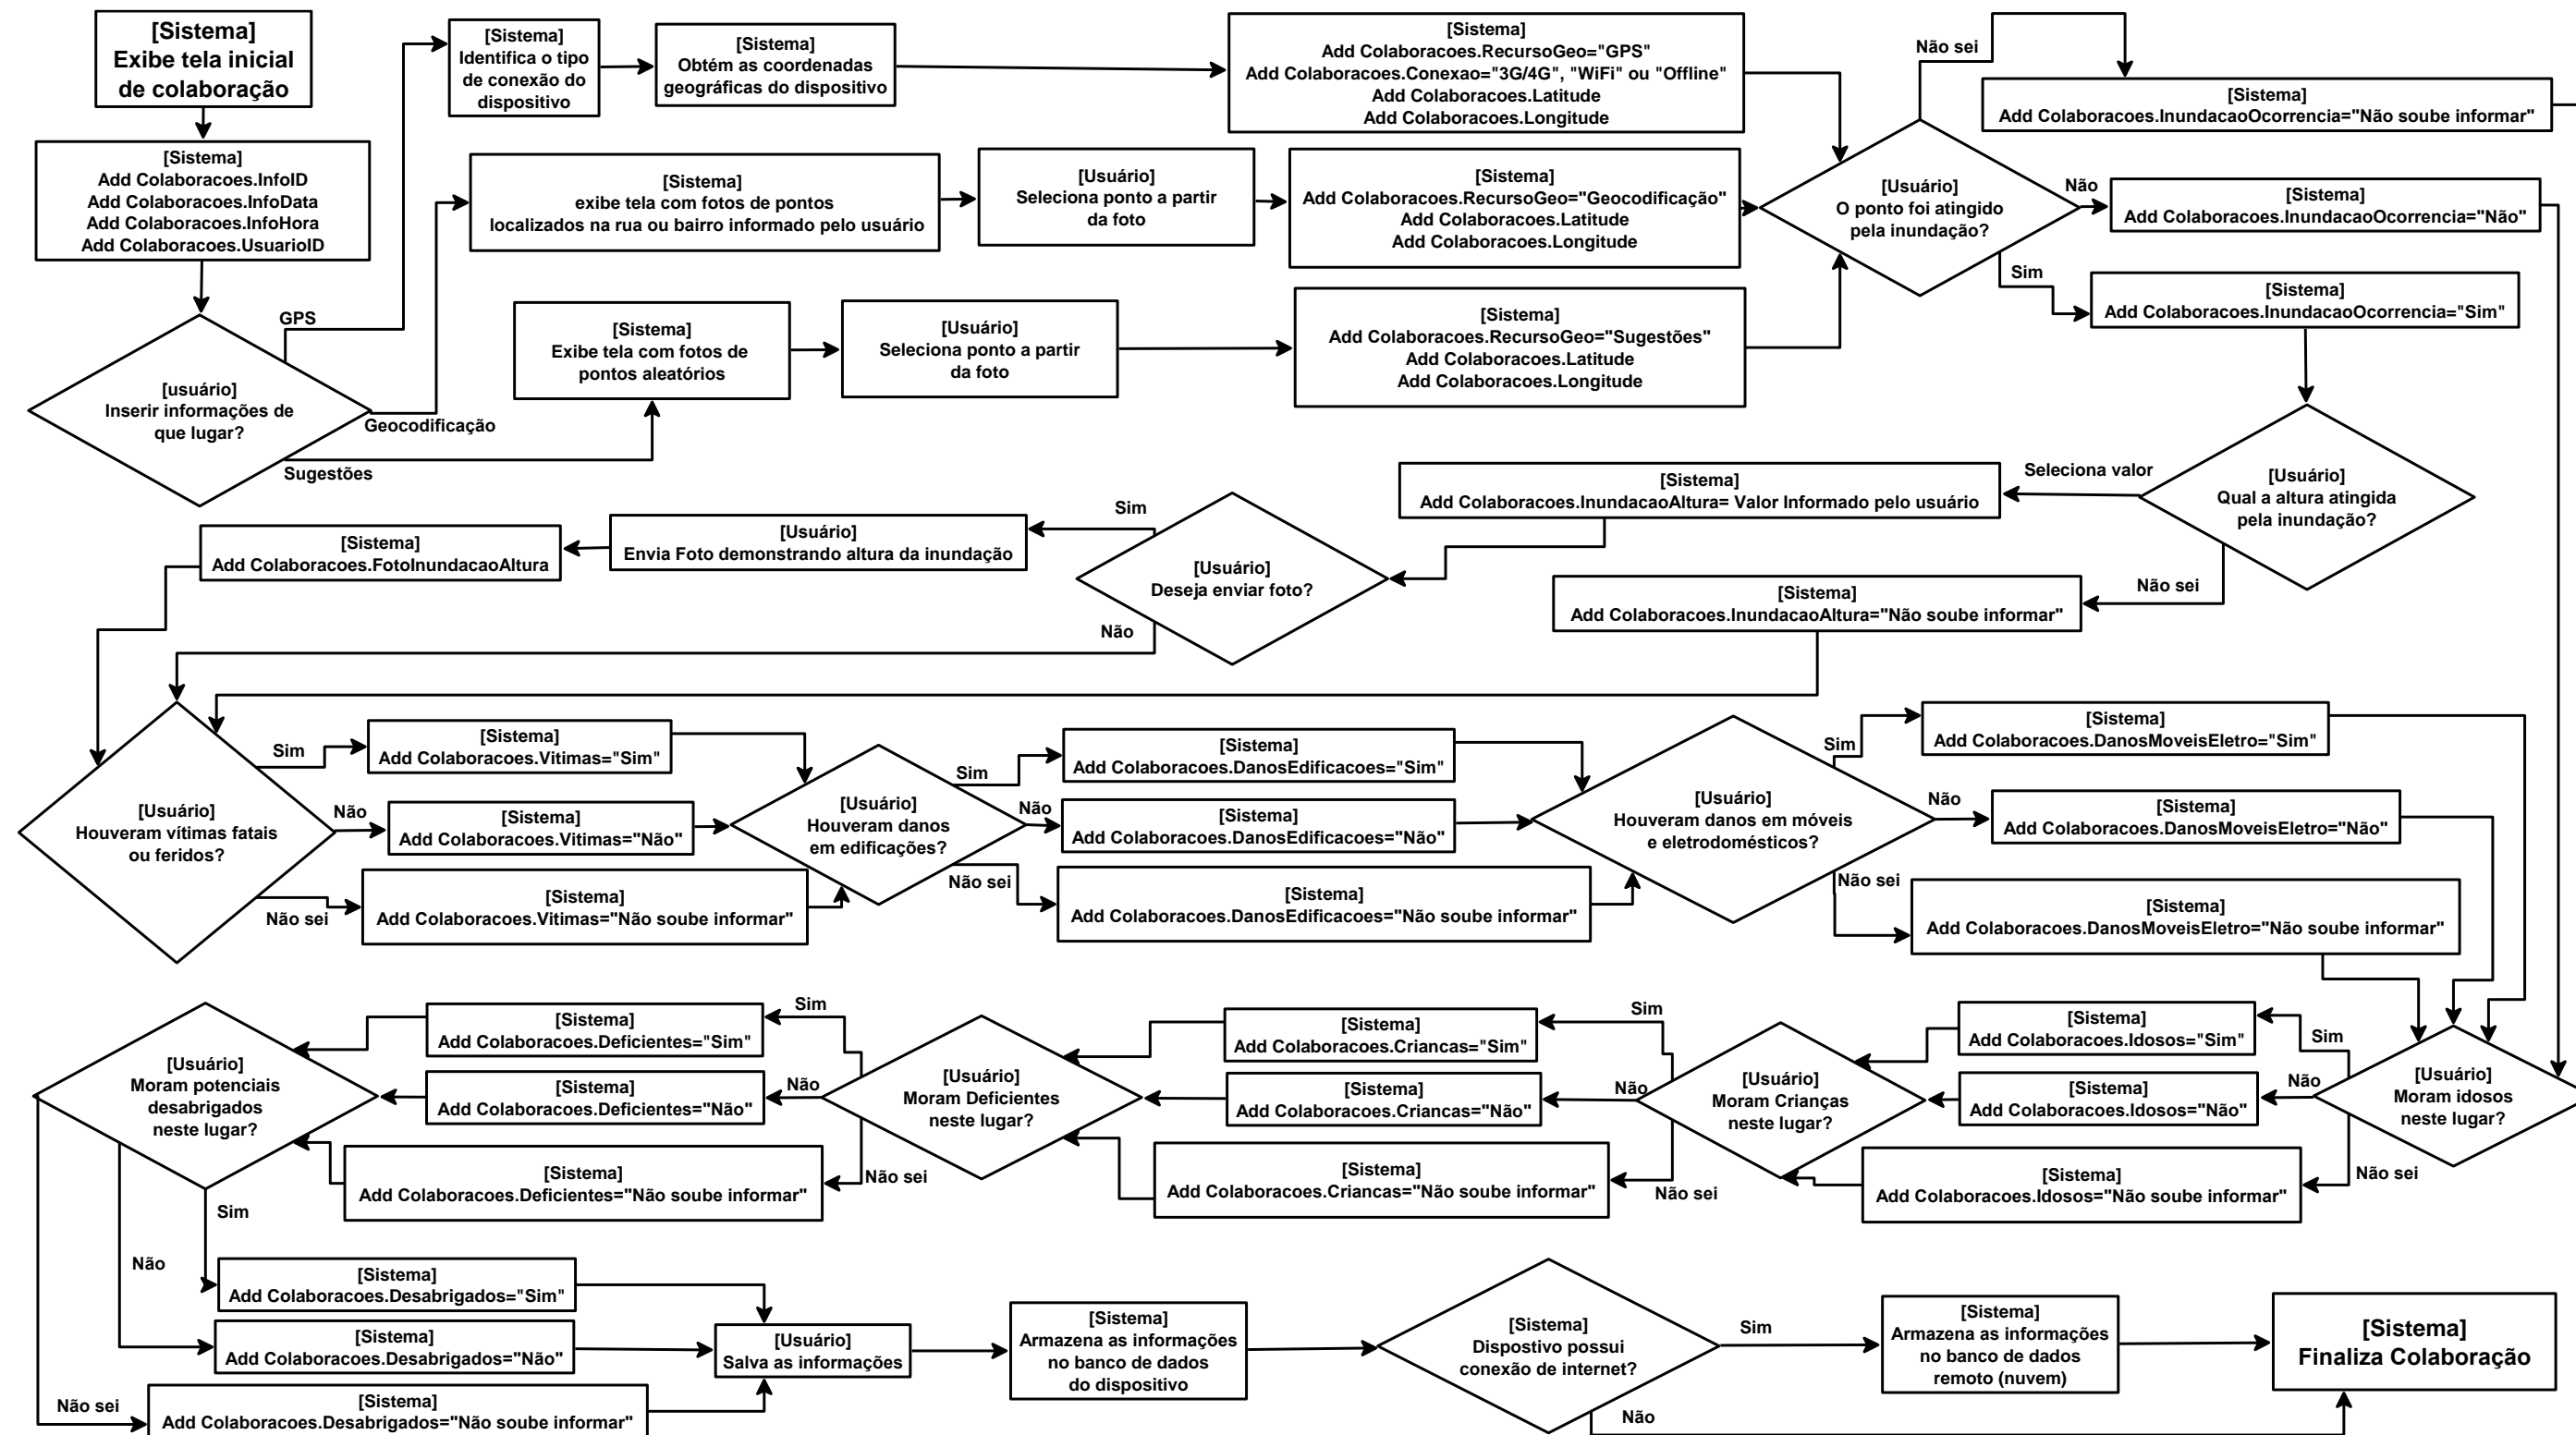 [Sistema]
Exibe tela inicial
de colaboração
[Sistema]
Add Colaboracoes.InfoID
Add Colaboracoes.InfoData
Add Colaboracoes.InfoHora
Add Colaboracoes.UsuarioID
[usuário]
Inserir informações de
que lugar?
GPS
Geocodificação
Sugestões
[Sistema]
Identifica o tipo
de conexão do
dispositivo
[Sistema]
Obtém as coordenadas
geográficas do dispositivo
[Sistema]
Add Colaboracoes.RecursoGeo="GPS"
Add Colaboracoes.Conexao="3G/4G", "WiFi" ou "Offline"
Add Colaboracoes.Latitude
Add Colaboracoes.Longitude
[Sistema]
exibe tela com fotos de pontos
localizados na rua ou bairro informado pelo usuário
[Usuário]
Seleciona ponto a partir
da foto
[Sistema]
Add Colaboracoes.RecursoGeo="Geocodificação"
Add Colaboracoes.Latitude
Add Colaboracoes.Longitude
[Sistema]
Exibe tela com fotos de
pontos aleatórios
[Usuário]
Seleciona ponto a partir
da foto
[Sistema]
Add Colaboracoes.RecursoGeo="Sugestões"
Add Colaboracoes.Latitude
Add Colaboracoes.Longitude
[Usuário]
O ponto foi atingido
pela inundação?
Não sei
[Sistema]
Add Colaboracoes.InundacaoOcorrencia="Não soube informar"
Não
[Sistema]
Add Colaboracoes.InundacaoOcorrencia="Não"
Sim
[Sistema]
Add Colaboracoes.InundacaoOcorrencia="Sim"
[Usuário]
Qual a altura atingida
pela inundação?
Seleciona valor
[Sistema]
Add Colaboracoes.InundacaoAltura= Valor Informado pelo usuário
Não sei
[Sistema]
Add Colaboracoes.InundacaoAltura="Não soube informar"
[Usuário]
Deseja enviar foto?
Sim
[Usuário]
Envia Foto demonstrando altura da inundação
[Sistema]
Add Colaboracoes.FotoInundacaoAltura
Não
[Usuário]
Houveram vítimas fatais
ou feridos?
Sim
[Sistema]
Add Colaboracoes.Vitimas="Sim"
Não
[Sistema]
Add Colaboracoes.Vitimas="Não"
Não sei
[Sistema]
Add Colaboracoes.Vitimas="Não soube informar"
[Usuário]
Houveram danos
em edificações?
Sim
[Sistema]
Add Colaboracoes.DanosEdificacoes="Sim"
Não
[Sistema]
Add Colaboracoes.DanosEdificacoes="Não"
Não sei
[Sistema]
Add Colaboracoes.DanosEdificacoes="Não soube informar"
[Usuário]
Houveram danos em móveis
e eletrodomésticos?
Sim
[Sistema]
Add Colaboracoes.DanosMoveisEletro="Sim"
Não
[Sistema]
Add Colaboracoes.DanosMoveisEletro="Não"
Não sei
[Sistema]
Add Colaboracoes.DanosMoveisEletro="Não soube informar"
[Usuário]
Moram idosos
neste lugar?
Sim
[Sistema]
Add Colaboracoes.Idosos="Sim"
Não
[Sistema]
Add Colaboracoes.Idosos="Não"
Não sei
[Sistema]
Add Colaboracoes.Idosos="Não soube informar"
[Usuário]
Moram Crianças
neste lugar?
Sim
[Sistema]
Add Colaboracoes.Criancas="Sim"
Não
[Sistema]
Add Colaboracoes.Criancas="Não"
Não sei
[Sistema]
Add Colaboracoes.Criancas="Não soube informar"
[Usuário]
Moram Deficientes
neste lugar?
Sim
[Sistema]
Add Colaboracoes.Deficientes="Sim"
Não
[Sistema]
Add Colaboracoes.Deficientes="Não"
Não sei
[Sistema]
Add Colaboracoes.Deficientes="Não soube informar"
[Usuário]
Moram potenciais
desabrigados
neste lugar?
Sim
[Sistema]
Add Colaboracoes.Desabrigados="Sim"
Não
[Sistema]
Add Colaboracoes.Desabrigados="Não"
Não sei
[Sistema]
Add Colaboracoes.Desabrigados="Não soube informar"
[Usuário]
Salva as informações
[Sistema]
Armazena as informações
no banco de dados
do dispositivo
[Sistema]
Dispostivo possui
conexão de internet?
Sim
[Sistema]
Armazena as informações
no banco de dados
remoto (nuvem)
Não
[Sistema]
Finaliza Colaboração